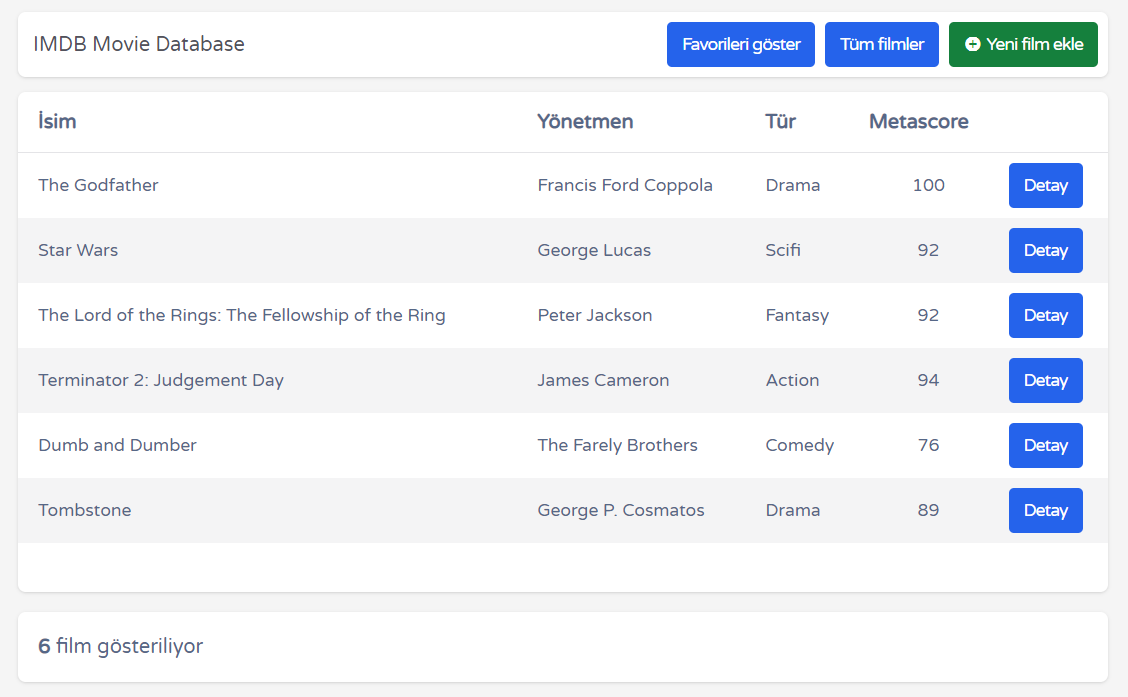 IMDB Movie Database Favorileri göster Tüm filmler Yeni film ekle
İsim Yönetmen Tür Metascore
The Godfather Francis Ford Coppola Drama 100 Detay
Star Wars George Lucas Scifi 92 Detay
The Lord of the Rings: The Fellowship of the Ring Peter Jackson Fantasy 92 Detay
Terminator 2: Judgement Day James Cameron Action 94 Detay
Dumb and Dumber The Farely Brothers Comedy 76 Detay
Tombstone George P. Cosmatos Drama 89 Detay
6 film gösteriliyor